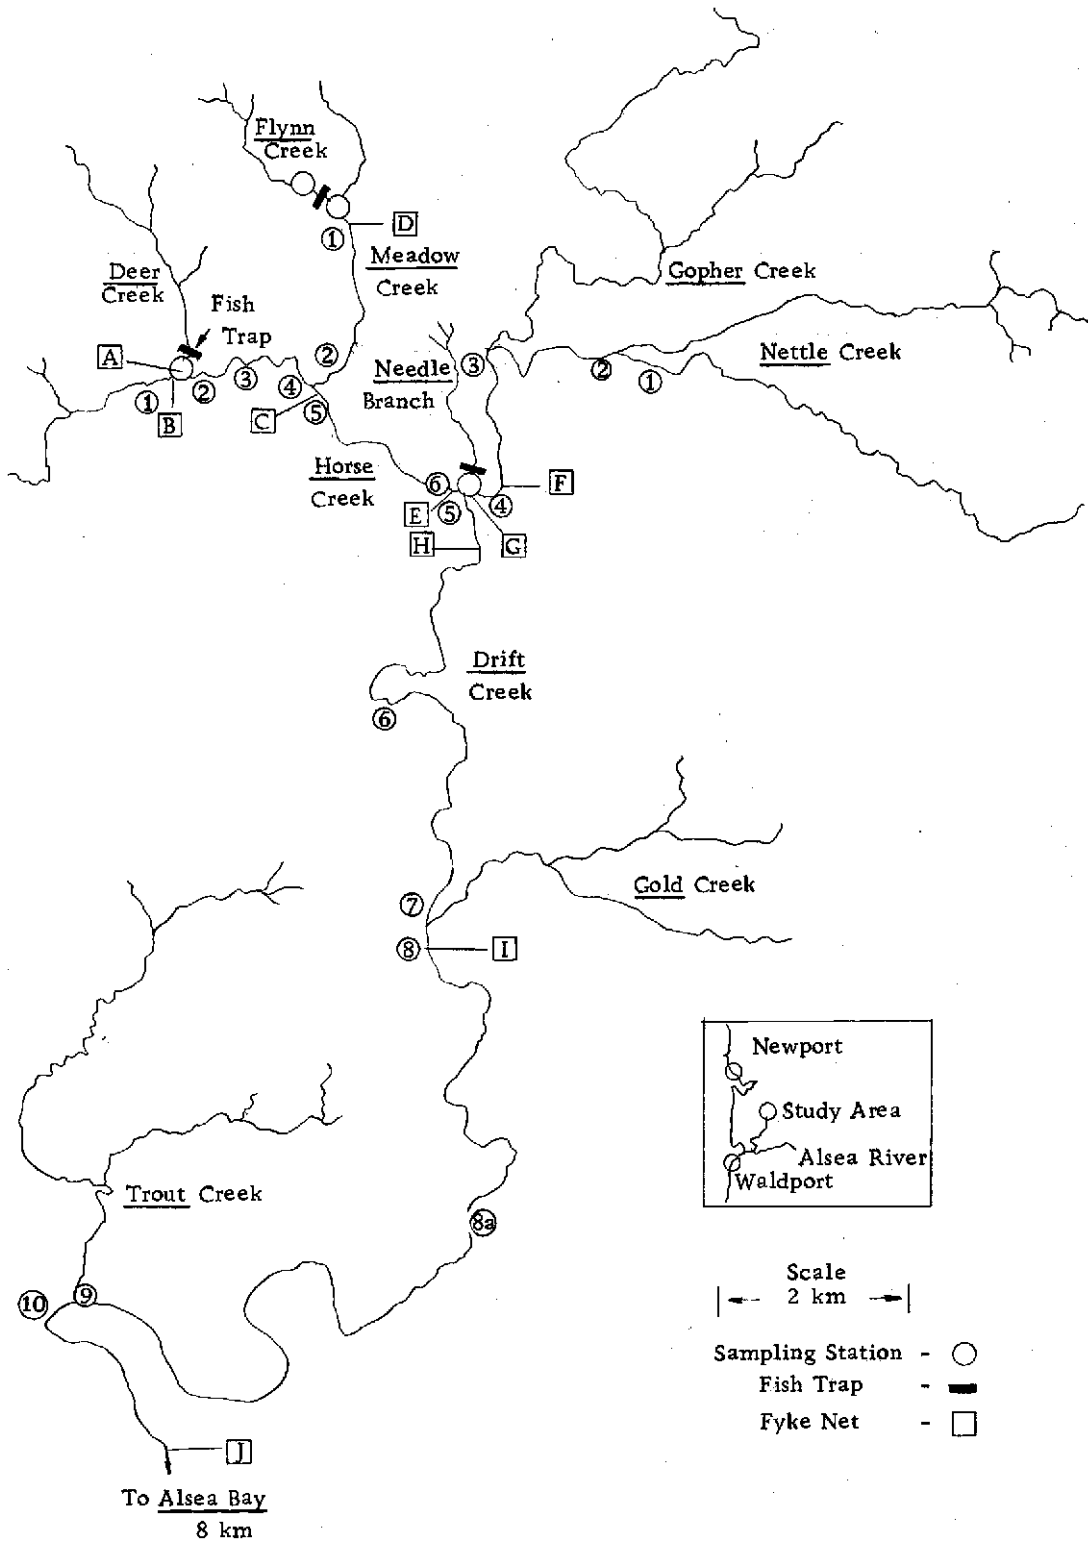 Flynn
Creek
D
1
Meadow
Creek
Gopher Creek
Deer
Creek
Fish
Trap
A
1
B
2
3
4
2
C
5
Needle
Branch
3
2
1
Nettle Creek
Horse
Creek
6
E
5
4
F
H
G
Drift
Creek
6
Gold Creek
7
8
I
Newport
Study Area
Alsea River
Waldport
Trout Creek
8a
9
10
Scale
2 km
Sampling Station -
Fish Trap -
Fyke Net -
J
To Alsea Bay
8 km